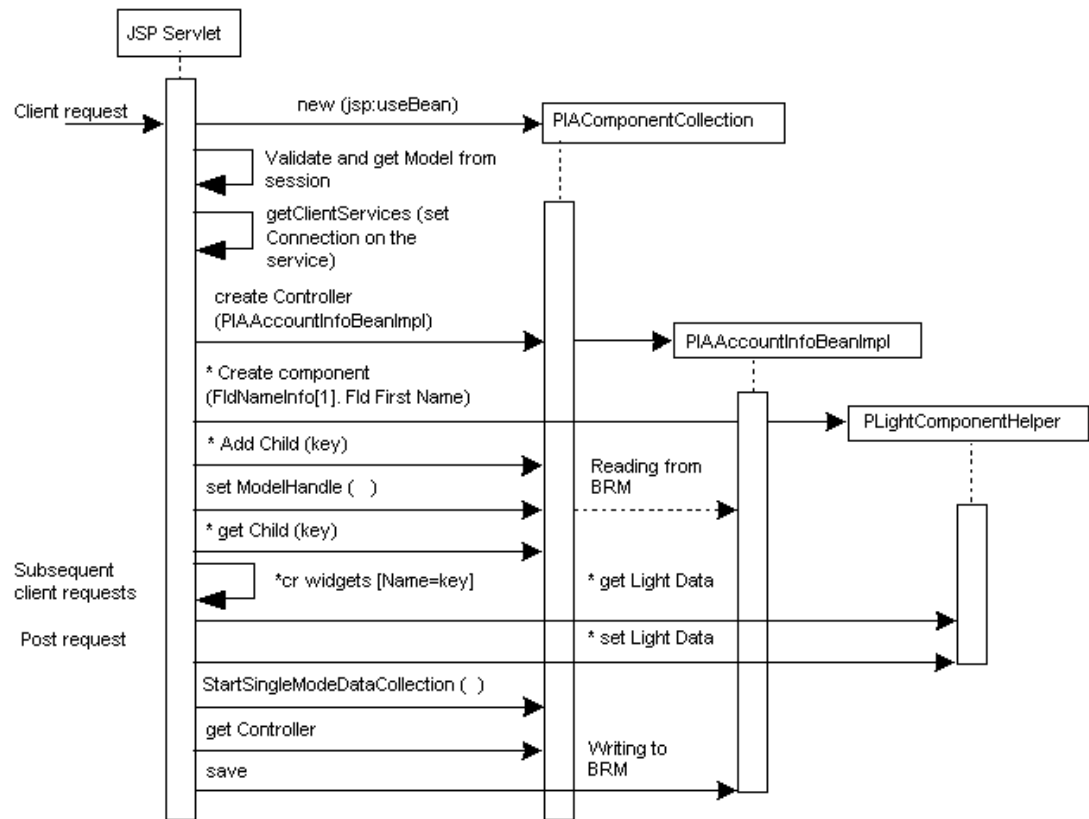 JSP Servlet
Client request
new (jsp:useBean)
PIAComponentCollection
Validate and get Model from
session
getClientServices (set
Connection on the
service)
create Controller
(PIAAccountInfoBeanImpl)
PIAAccountInfoBeanImpl
* Create component
(FldNameInfo[1]. Fld First Name)
PLightComponentHelper
* Add Child (key)
Reading from
BRM
set ModelHandle ( )
* get Child (key)
Subsequent
client requests
*cr widgets [Name=key]
* get Light Data
Post request
* set Light Data
StartSingleModeDataCollection ( )
get Controller
Writing to
BRM
save